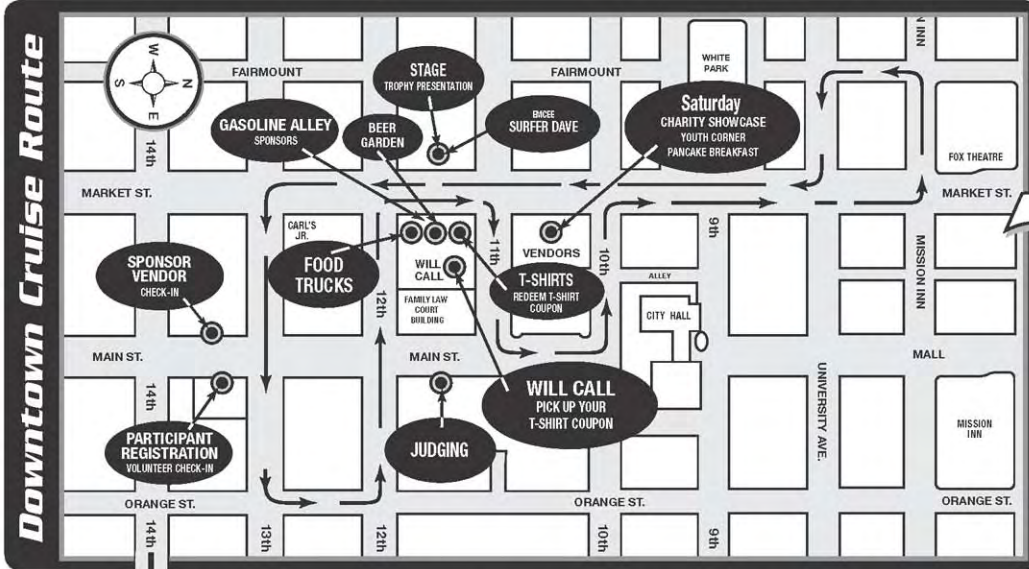 Downtown Cruise Route
W
N
S
E
INN
FAIRMOUNT
FAIRMOUNT
WHITE
PARK
STAGE
TROPHY PRESENTATION
EMCEE
SURFER DAVE
Saturday
CHARITY SHOWCASE
YOUTH CORNER
PANCAKE BREAKFAST
GASOLINE ALLEY
SPONSORS
BEER
GARDEN
14th
FOX THEATRE
MARKET ST.
MARKET ST.
CARL'S
JR.
11th
10th
9th
VENDORS
SPONSOR
VENDOR
CHECK-IN
FOOD
TRUCKS
12th
WILL
CALL
FAMILY LAW
COURT
BUILDING
T-SHIRTS
REDEEM T-SHIRT
COUPON
ALLEY
CITY HALL
MISSION INN
MAIN ST.
MAIN ST.
MALL
14th
PARTICIPANT
REGISTRATION
VOLUNTEER CHECK-IN
JUDGING
WILL CALL
PICK UP YOUR
T-SHIRT COUPON
UNIVERSITY AVE.
MISSION
INN
ORANGE ST.
ORANGE ST.
ORANGE ST.
14th
13th
12th
10th
9th